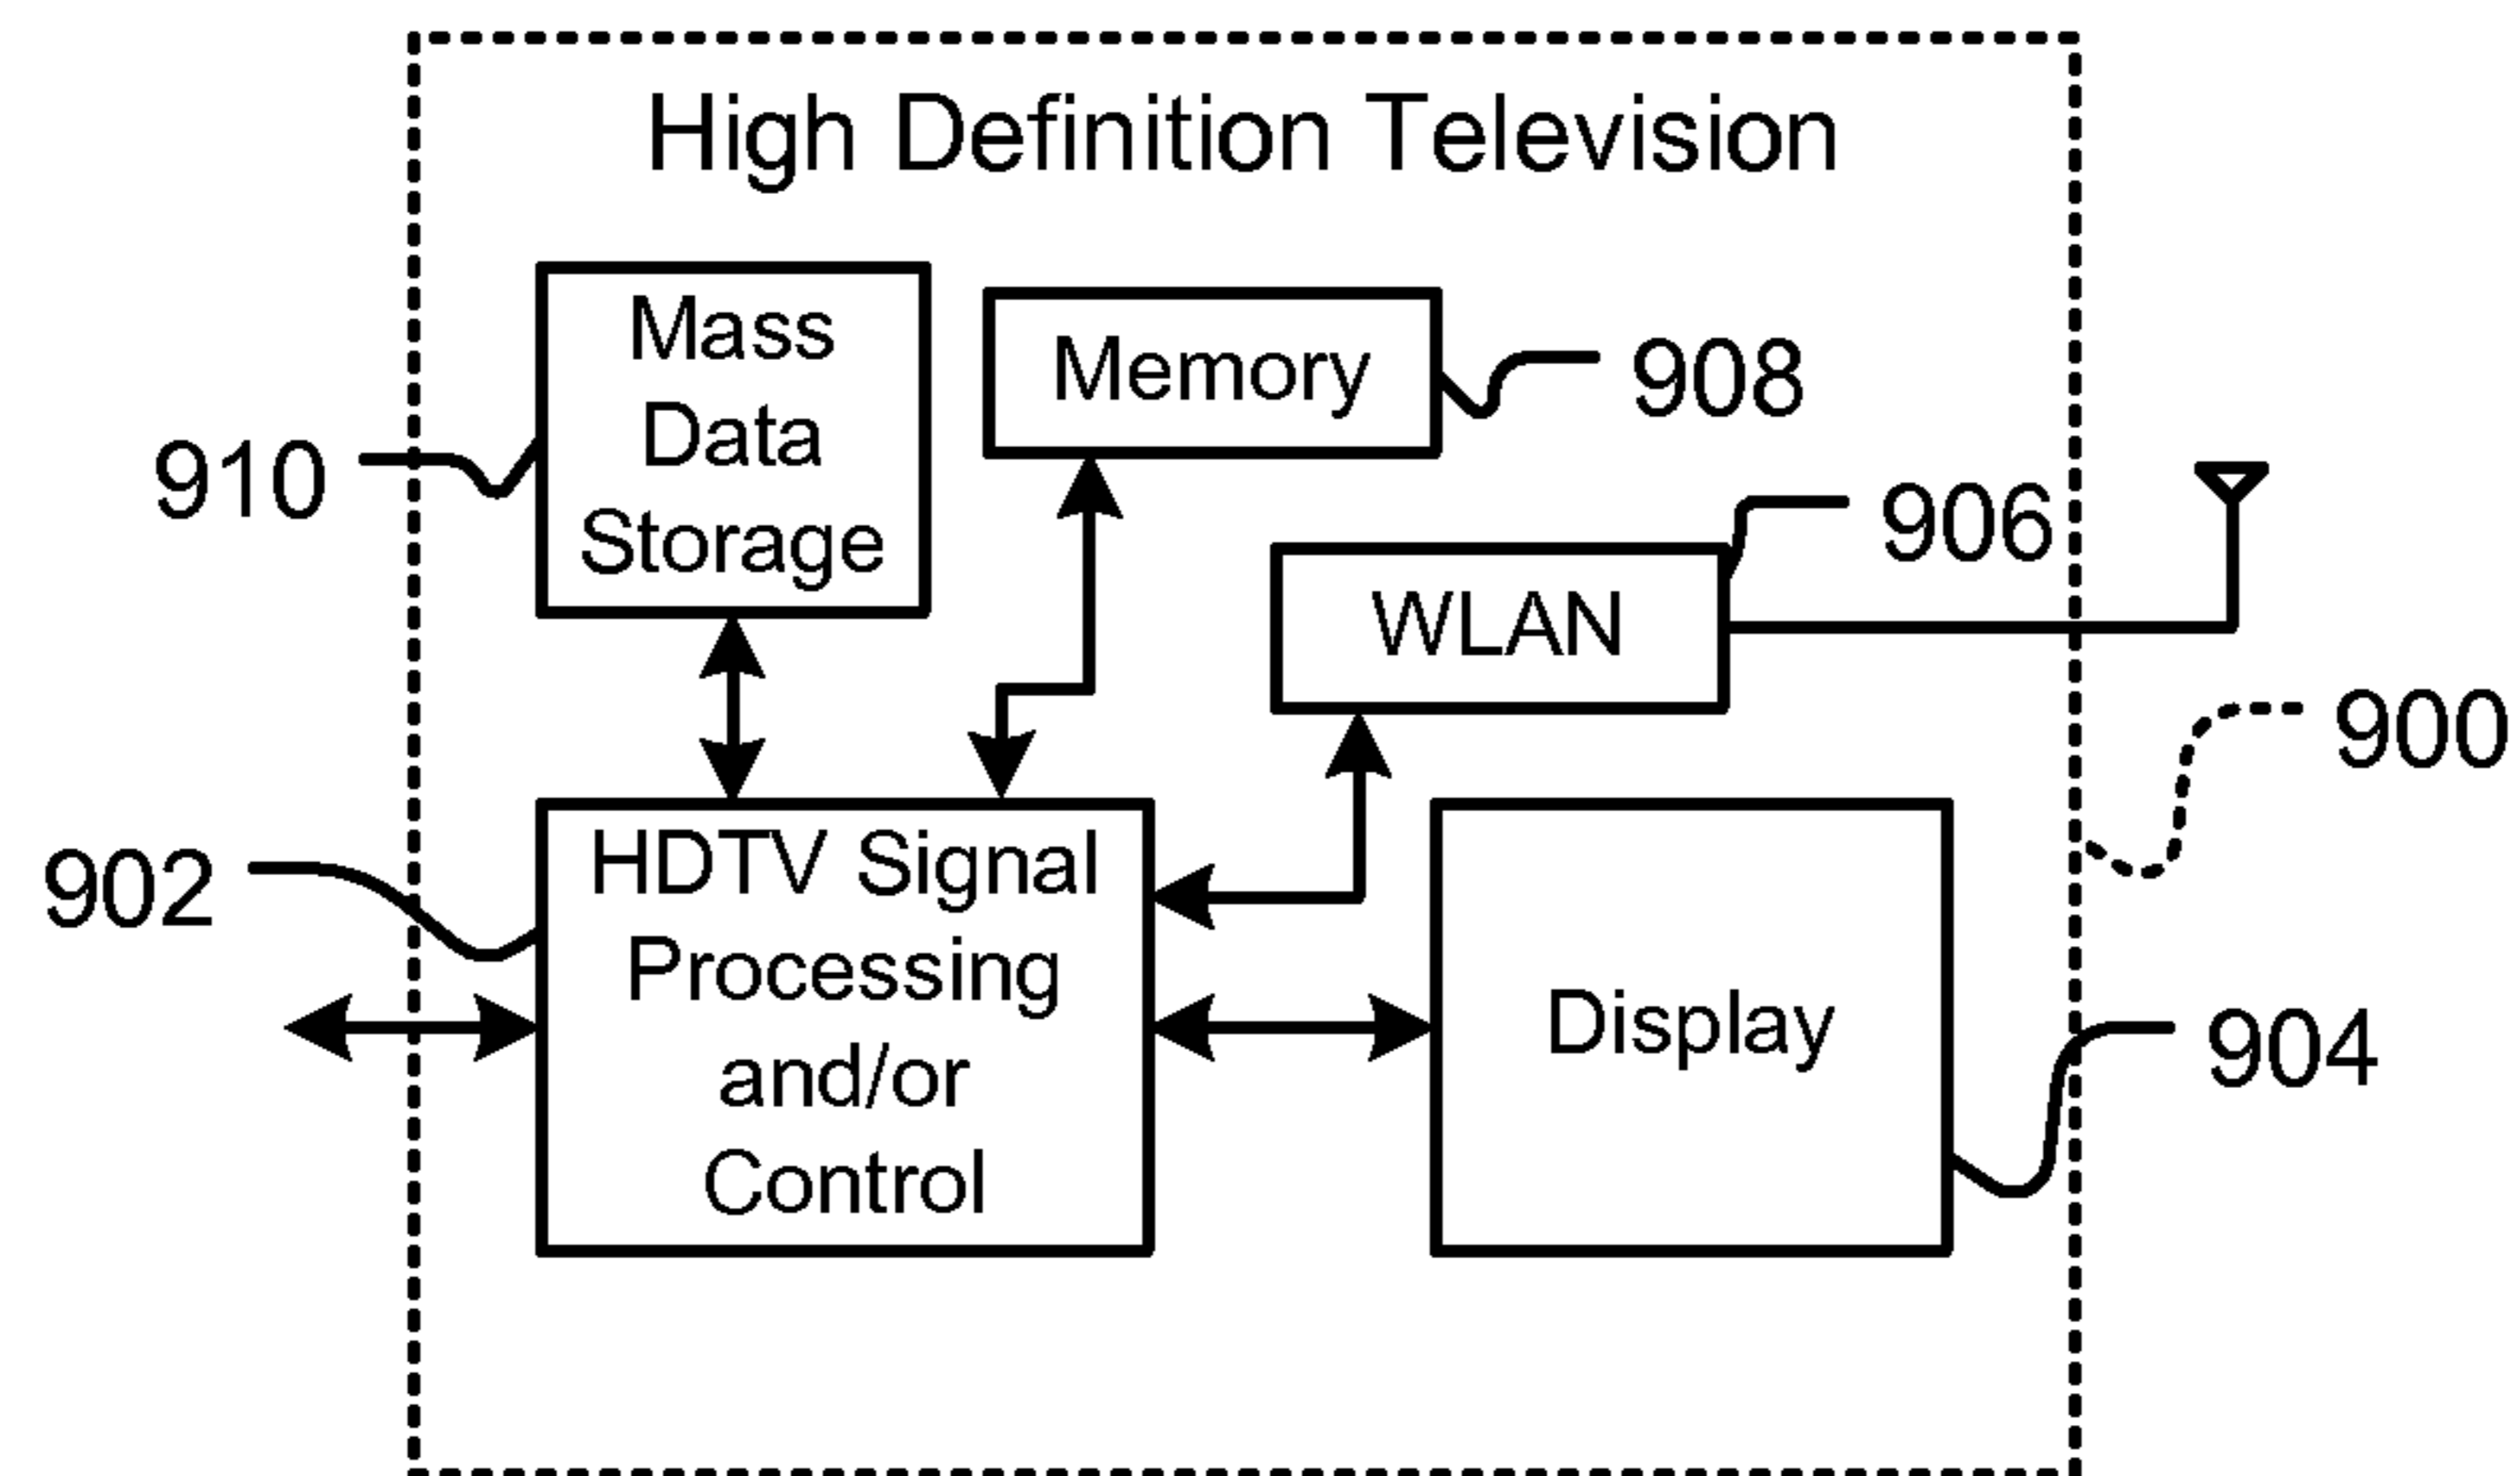 High Definition Television
Mass
Data
Storage
910
Memory
908
WLAN
906
900
HDTV Signal
Processing
and/or
Control
902
Display
904